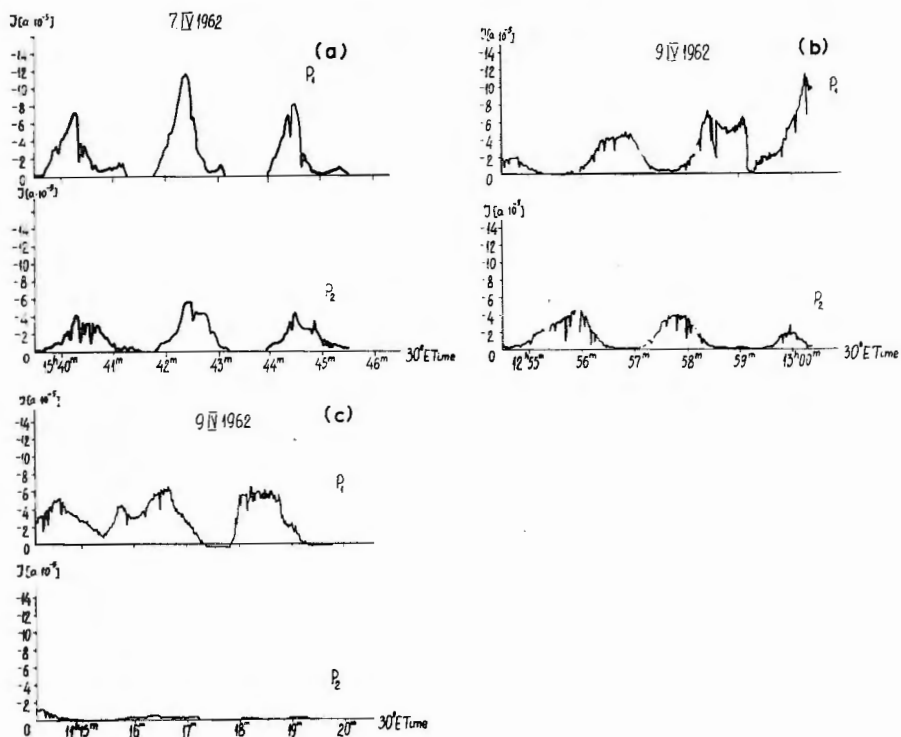 J[a·10⁻⁵]
7 IV 1962
(a)
-14
-12
-10
-8
-6
-4
-2
0
P₁
J[a·10⁻⁵]
-14
-12
-10
-8
-6
-4
-2
0
P₂
15ʰ40ᵐ 41ᵐ 42ᵐ 43ᵐ 44ᵐ 45ᵐ 46ᵐ 30°E Time
J[a 10⁻⁵]
9 IV 1962
(b)
-14
-12
-10
-8
-6
-4
-2
0
P₁
J[a 10⁻⁵]
-14
-12
-10
-8
-6
-4
-2
0
P₂
12ʰ55ᵐ 56ᵐ 57ᵐ 58ᵐ 59ᵐ 13ʰ00ᵐ 30°E Time
J[a 10⁻⁵]
9 IV 1962
(c)
-14
-12
-10
-8
-6
-4
-2
0
P₁
J[a 10⁻⁵]
-14
-12
-10
-8
-6
-4
-2
0
P₂
11ʰ15ᵐ 16ᵐ 17ᵐ 18ᵐ 19ᵐ 20ᵐ 30°E Time